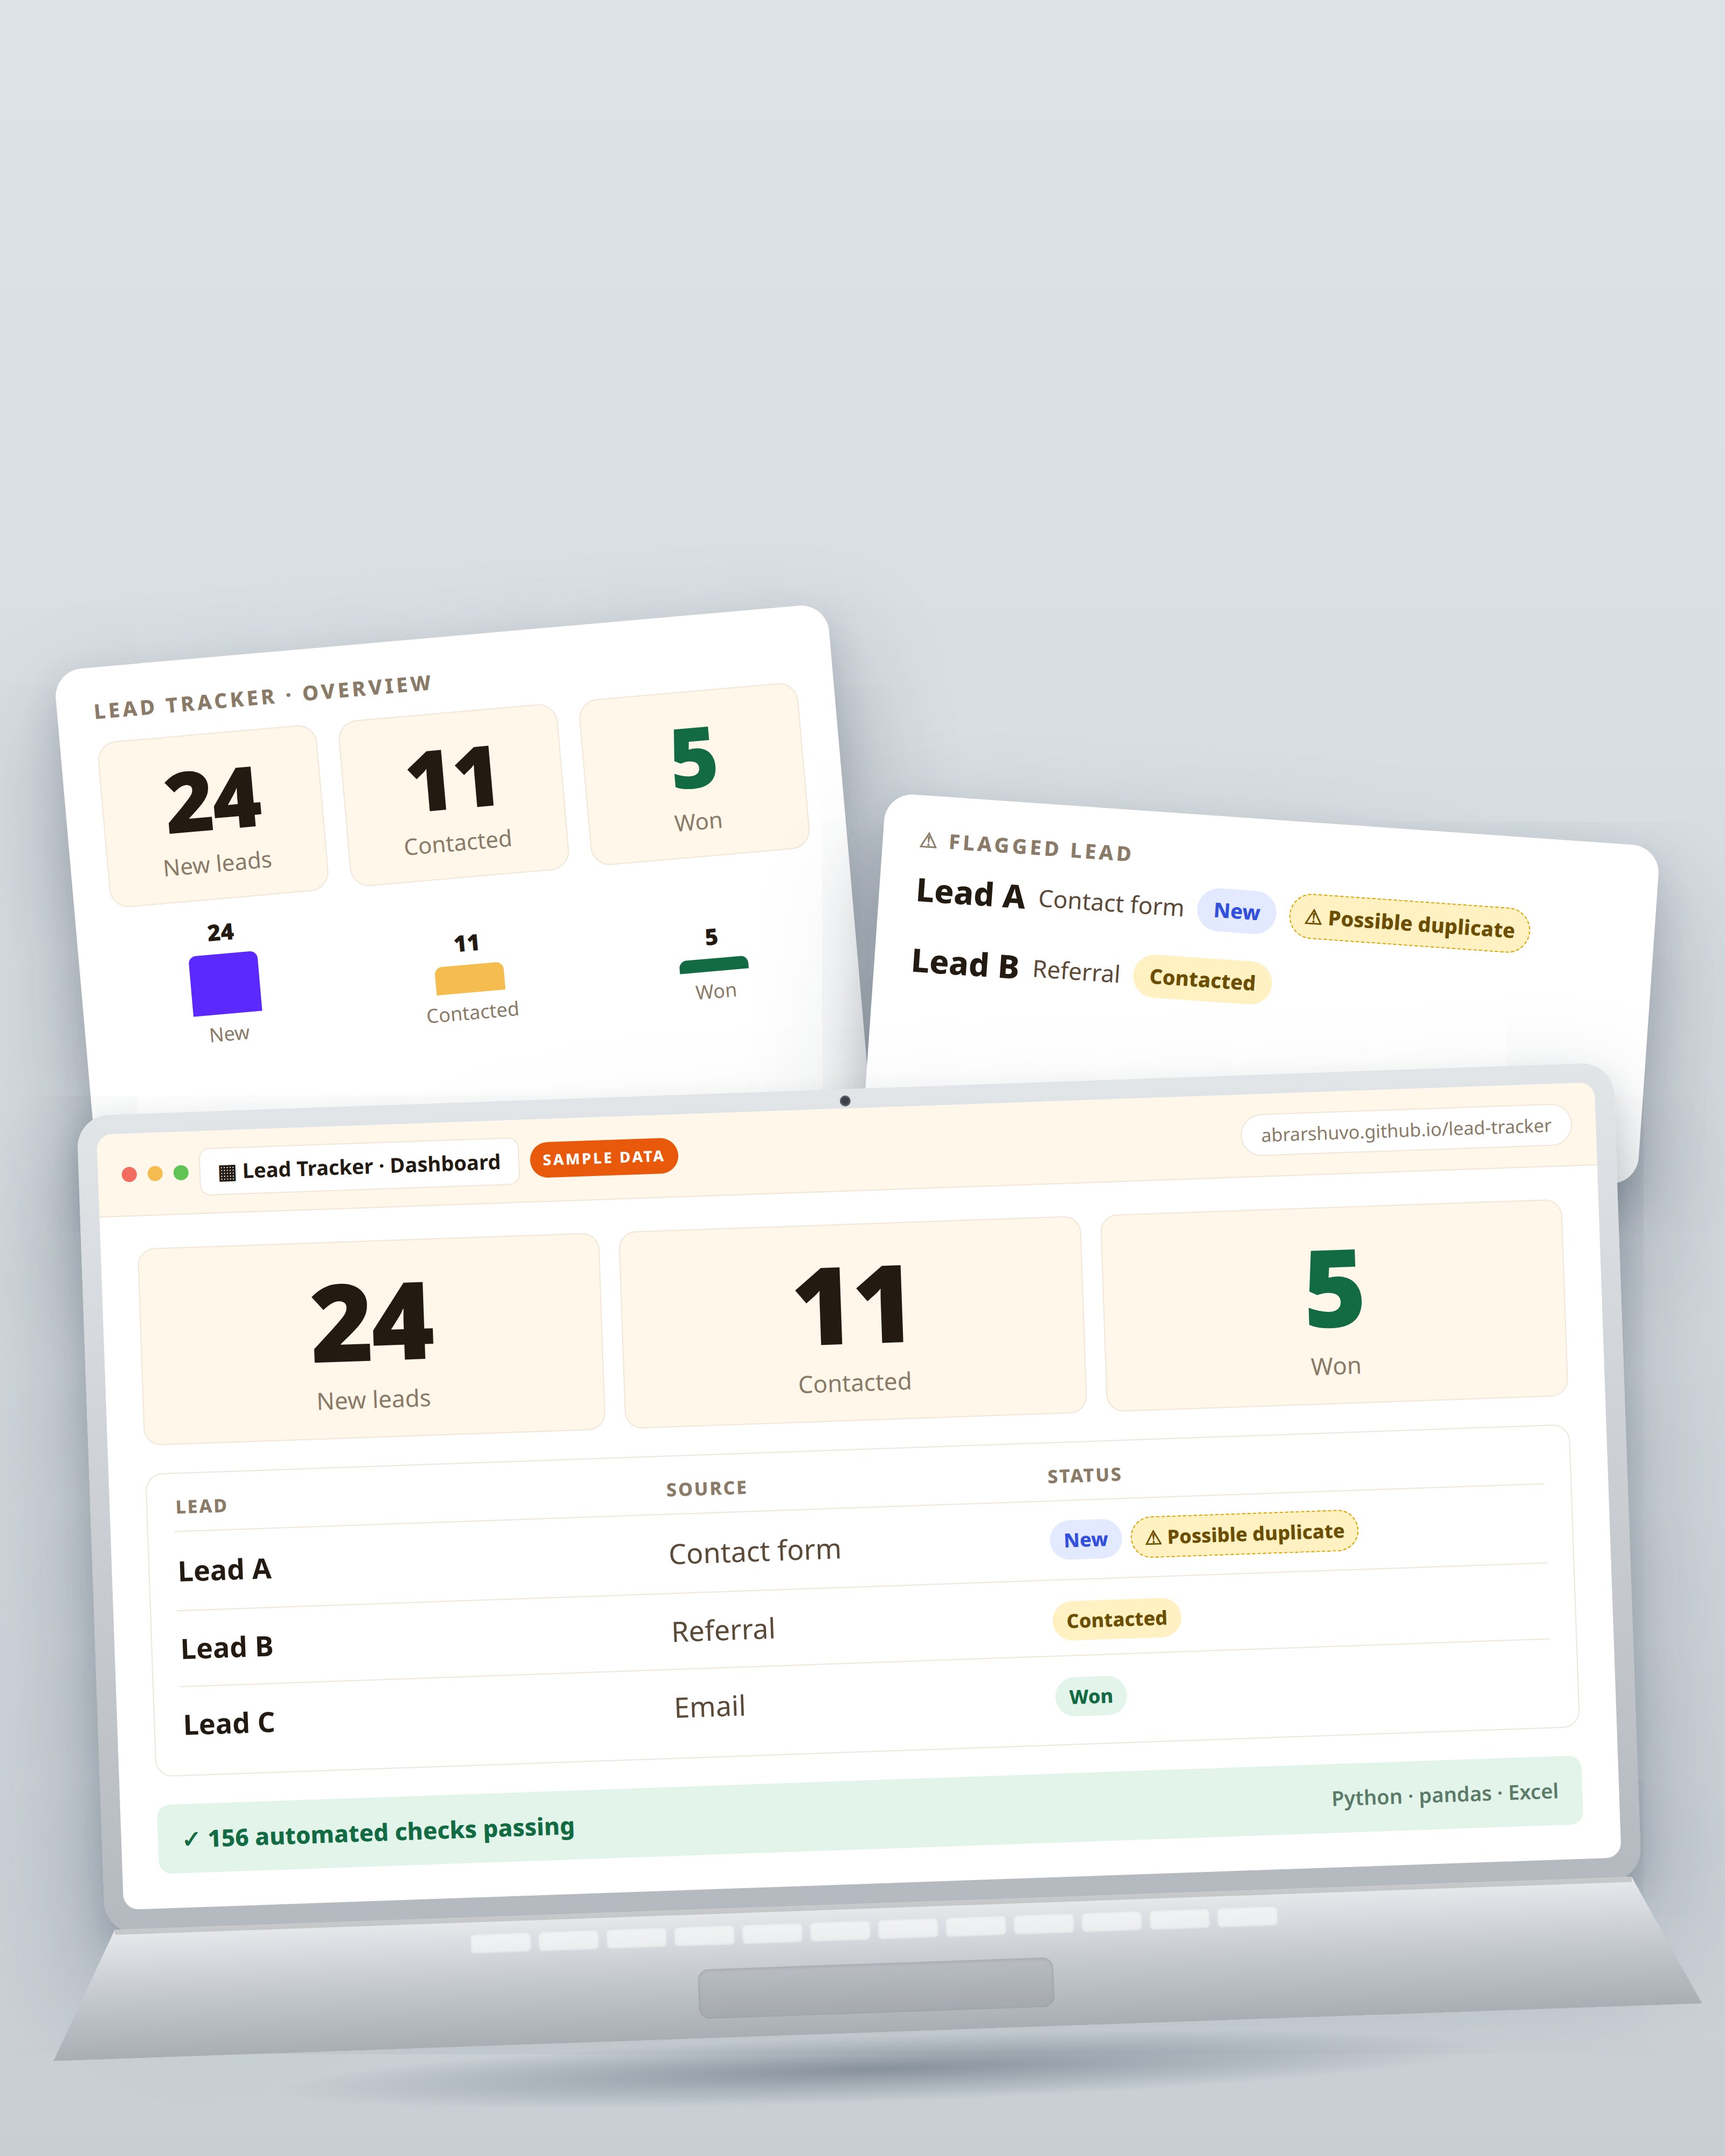 LEAD TRACKER · OVERVIEW
24
New leads
11
Contacted
5
Won
24
New
11
Contacted
5
Won
⚠ FLAGGED LEAD
Lead A Contact form New ⚠ Possible duplicate
Lead B Referral Contacted
▦ Lead Tracker · Dashboard SAMPLE DATA abrarshuvo.github.io/lead-tracker
24
New leads
11
Contacted
5
Won
LEAD SOURCE STATUS
Lead A Contact form New ⚠ Possible duplicate
Lead B Referral Contacted
Lead C Email Won
✓ 156 automated checks passing Python · pandas · Excel